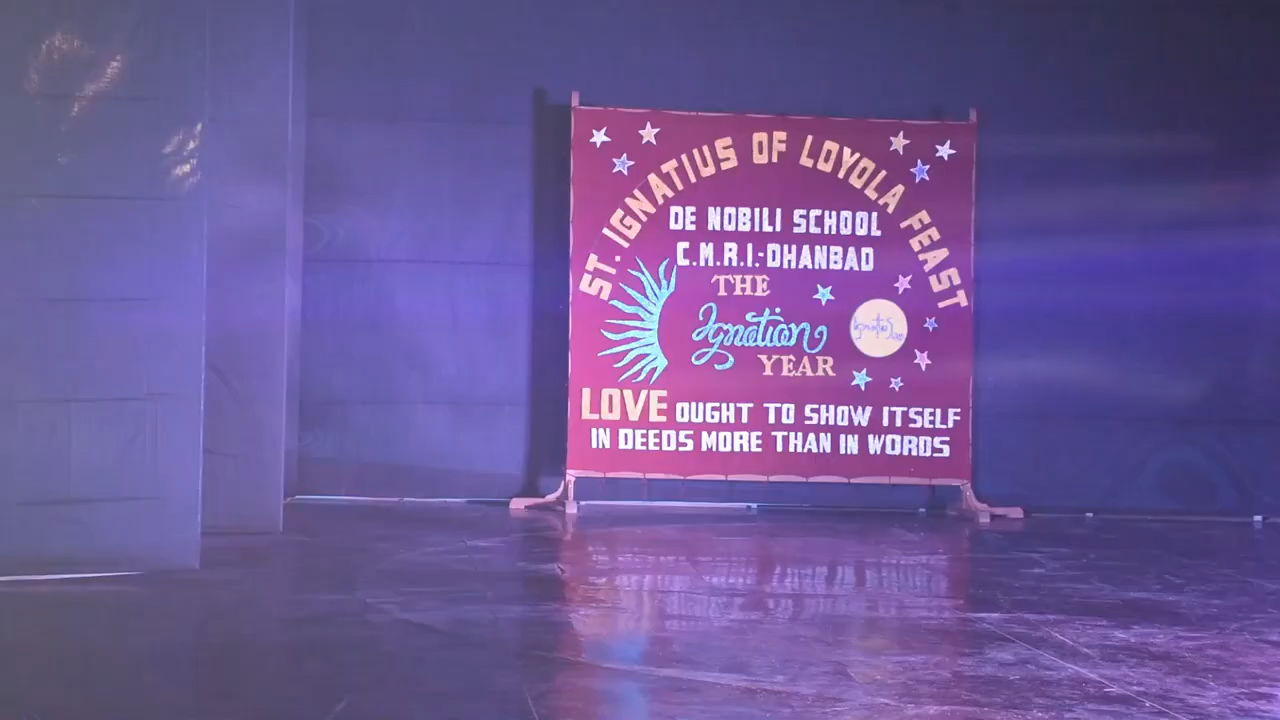 ST. IGNATIUS OF LOYOLA FEAST
DE NOBILI SCHOOL
C.M.R.I.-DHANBAD
THE
Ignatian
YEAR
LOVE OUGHT TO SHOW ITSELF
IN DEEDS MORE THAN IN WORDS